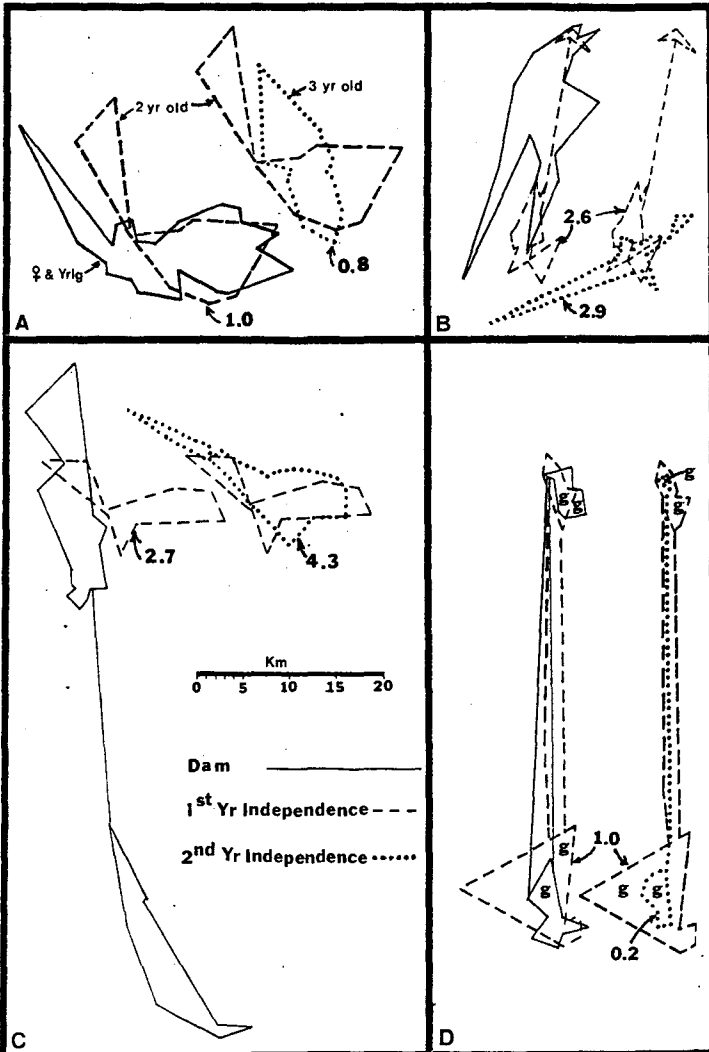 2 yr old
3 yr old
♀ & Yrlg
0.8
1.0
A
2.6
2.9
B
2.7
4.3
Km
0 5 10 15 20
Dam
1st Yr Independence
2nd Yr Independence
C
g
g
g
g?
g
1.0
g
g
g
0.2
D